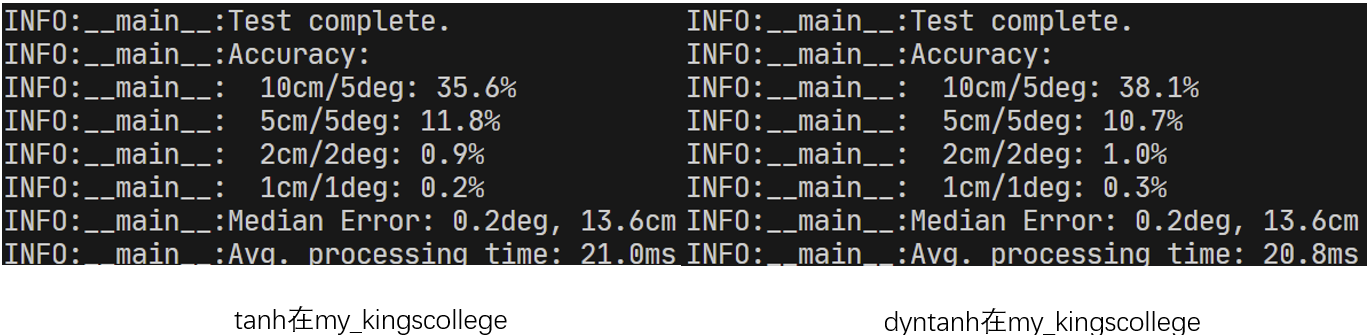 INFO:__main__:Test complete.
INFO:__main__:Accuracy:
INFO:__main__:  10cm/5deg: 35.6%
INFO:__main__:  5cm/5deg: 11.8%
INFO:__main__:  2cm/2deg: 0.9%
INFO:__main__:  1cm/1deg: 0.2%
INFO:__main__:Median Error: 0.2deg, 13.6cm
INFO:__main__:Avg. processing time: 21.0ms
tanh在my_kingscollege
INFO:__main__:Test complete.
INFO:__main__:Accuracy:
INFO:__main__:  10cm/5deg: 38.1%
INFO:__main__:  5cm/5deg: 10.7%
INFO:__main__:  2cm/2deg: 1.0%
INFO:__main__:  1cm/1deg: 0.3%
INFO:__main__:Median Error: 0.2deg, 13.6cm
INFO:__main__:Avg. processing time: 20.8ms
dyntanh在my_kingscollege